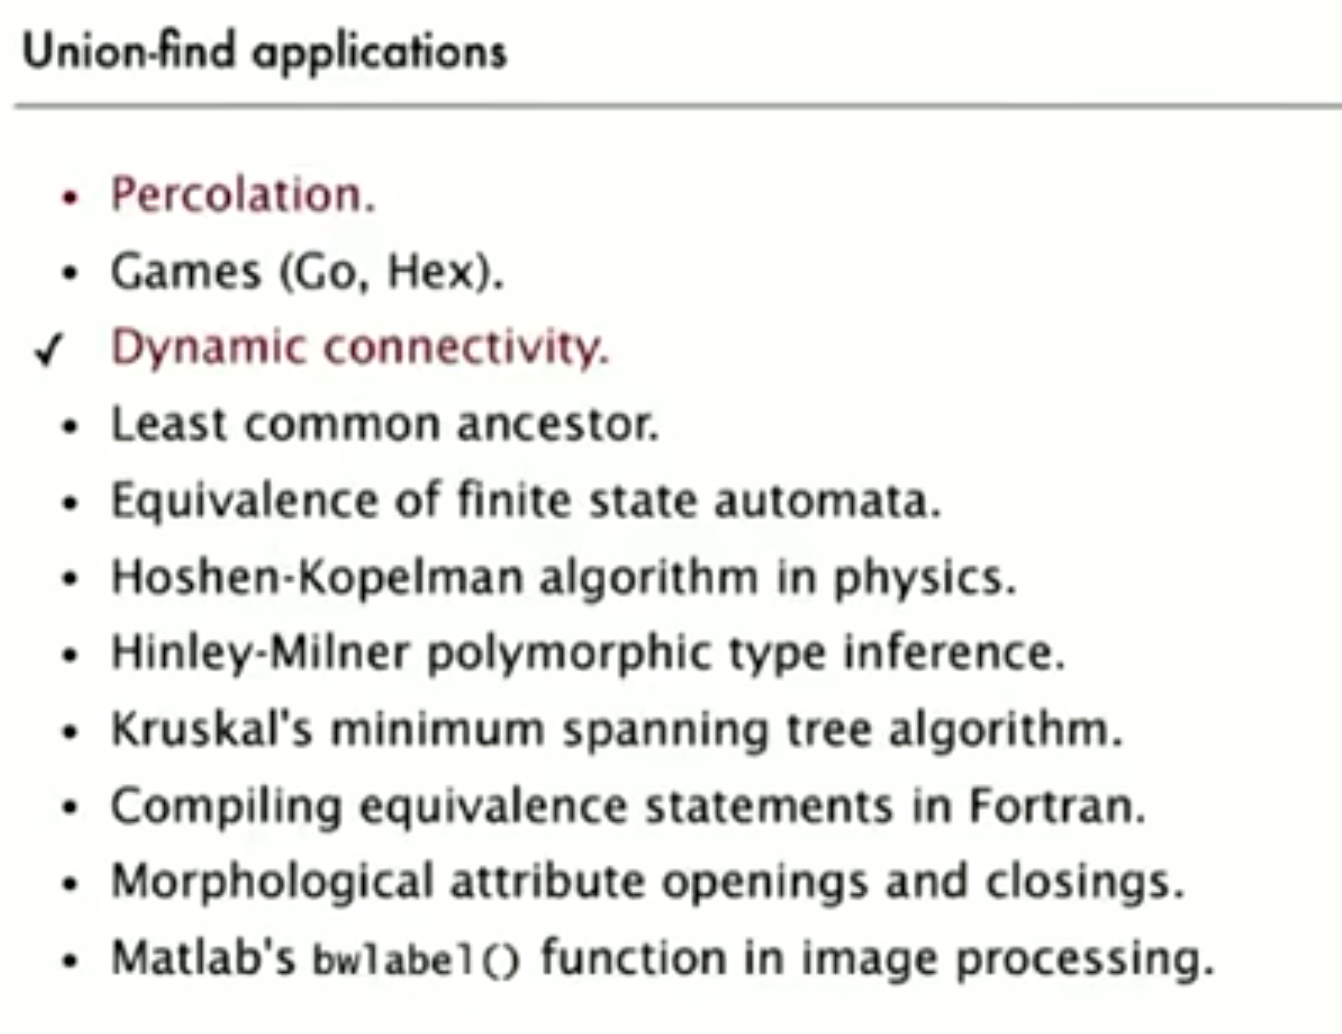 Union-find applications
• Percolation.
• Games (Go, Hex).
✓ Dynamic connectivity.
• Least common ancestor.
• Equivalence of finite state automata.
• Hoshen-Kopelman algorithm in physics.
• Hinley-Milner polymorphic type inference.
• Kruskal's minimum spanning tree algorithm.
• Compiling equivalence statements in Fortran.
• Morphological attribute openings and closings.
• Matlab's bwlabel() function in image processing.